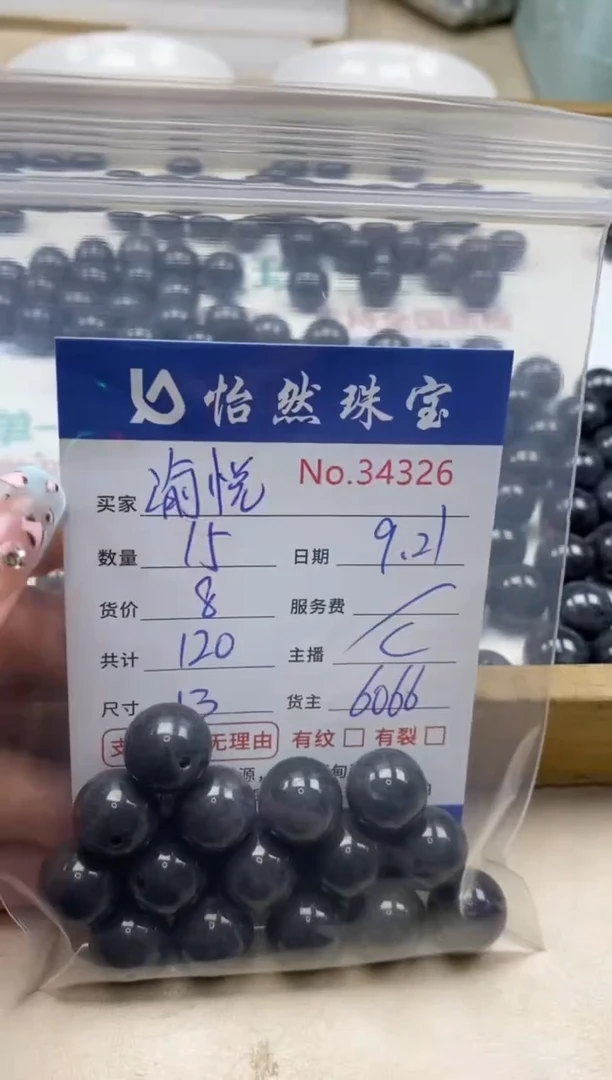 怡然珠宝
No.34326
买家 渝悦
数量 15 日期 9.21
货价 8 服务费 /
共计 120 主播 C
尺寸 13 货主 6066
支 无理由 有纹 □ 有裂 □
源，